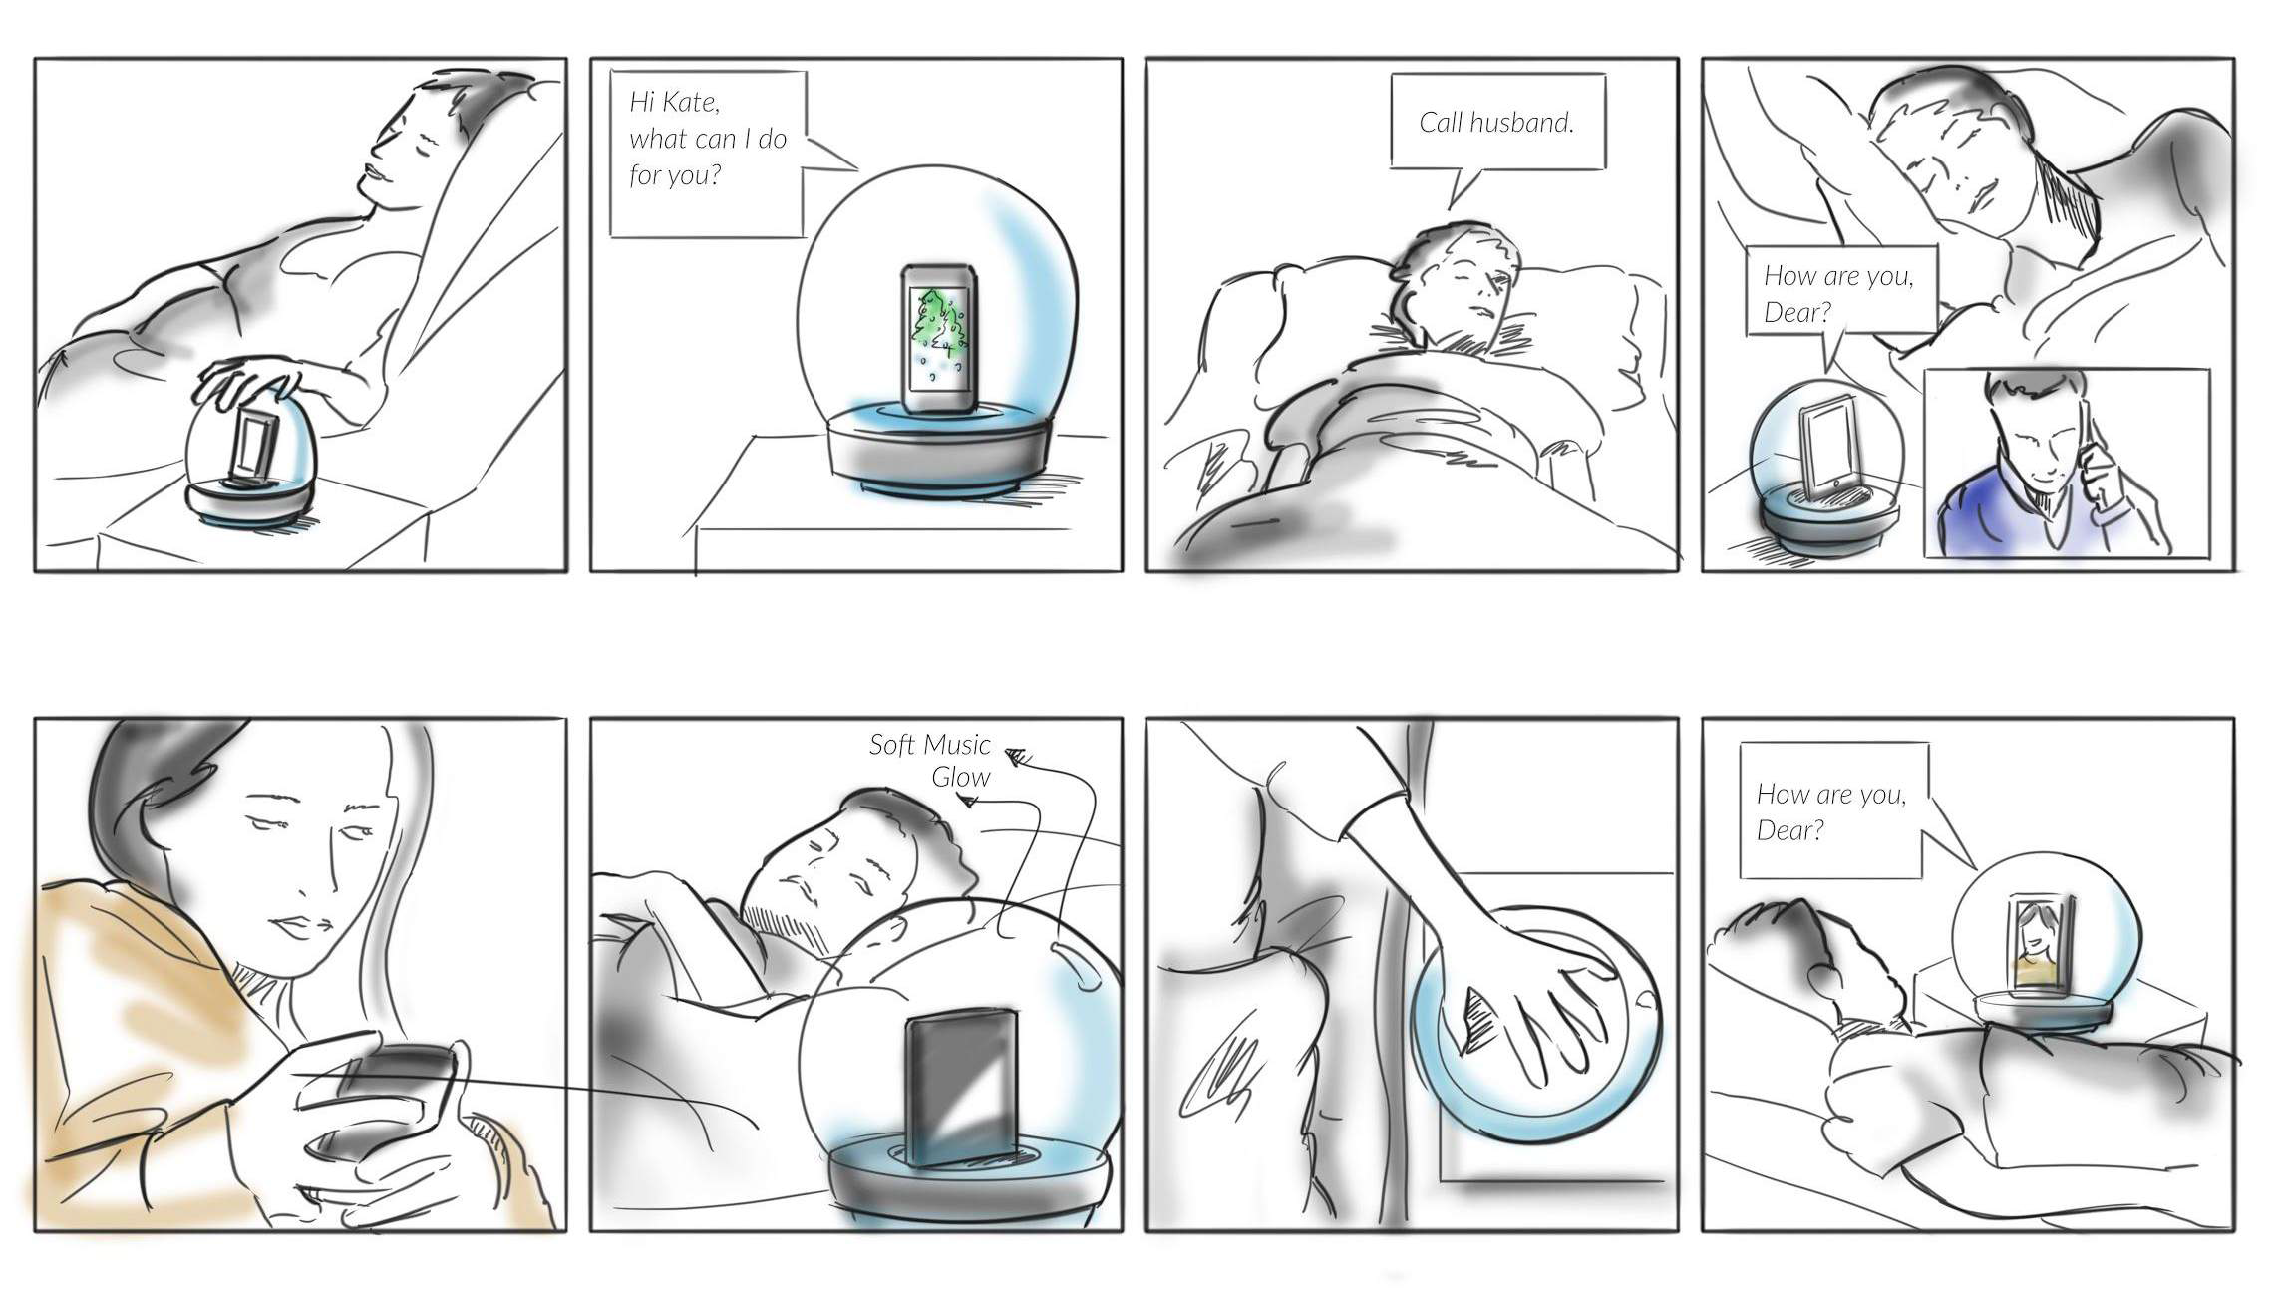 Hi Kate,
what can I do
for you?
Call husband.
How are you,
Dear?
Soft Music
Glow
How are you,
Dear?